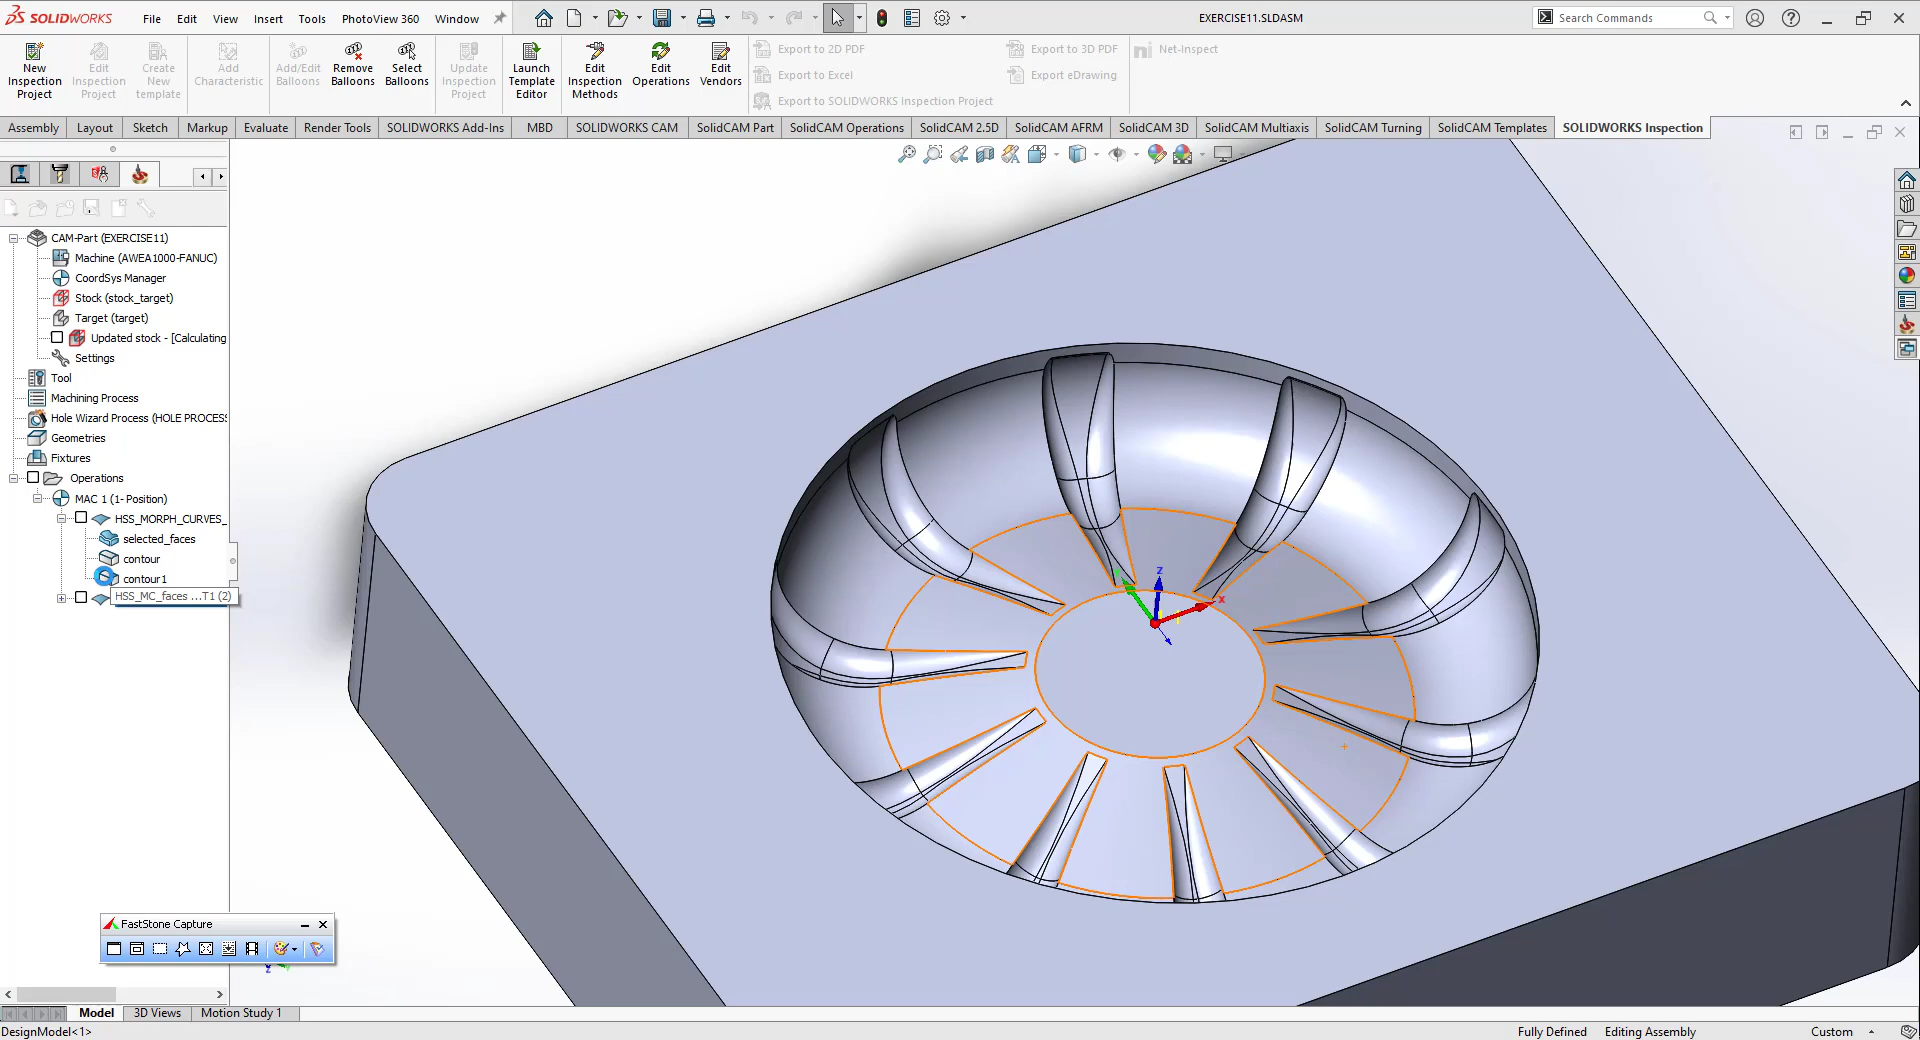 SOLIDWORKS File Edit View Insert Tools PhotoView 360 Window EXERCISE11.SLDASM Search Commands
New Inspection Project
Edit Inspection Project
Create New template
Add Characteristic
Add/Edit Balloons
Remove Balloons
Select Balloons
Update Inspection Project
Launch Template Editor
Edit Inspection Methods
Edit Operations
Edit Vendors
Export to 2D PDF
Export to Excel
Export to SOLIDWORKS Inspection Project
Export to 3D PDF
Export eDrawing
Net-Inspect
Assembly Layout Sketch Markup Evaluate Render Tools SOLIDWORKS Add-Ins MBD SOLIDWORKS CAM SolidCAM Part SolidCAM Operations SolidCAM 2.5D SolidCAM AFRM SolidCAM 3D SolidCAM Multiaxis SolidCAM Turning SolidCAM Templates SOLIDWORKS Inspection
CAM-Part (EXERCISE11)
Machine (AWEA1000-FANUC)
CoordSys Manager
Stock (stock_target)
Target (target)
Updated stock - [Calculating
Settings
Tool
Machining Process
Hole Wizard Process (HOLE PROCESS
Geometries
Fixtures
Operations
MAC 1 (1- Position)
HSS_MORPH_CURVES_
selected_faces
contour
contour1
HSS_MC_faces ...T1 (2)
Z
X
FastStone Capture
z
Model 3D Views Motion Study 1
DesignModel<1> Fully Defined Editing Assembly Custom